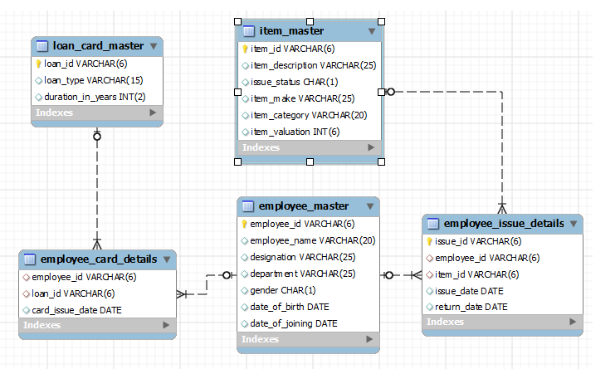 loan_card_master
loan_id VARCHAR(6)
loan_type VARCHAR(15)
duration_in_years INT(2)
Indexes
item_master
item_id VARCHAR(6)
item_description VARCHAR(25)
issue_status CHAR(1)
item_make VARCHAR(25)
item_category VARCHAR(20)
item_valuation INT(6)
Indexes
employee_card_details
employee_id VARCHAR(6)
loan_id VARCHAR(6)
card_issue_date DATE
Indexes
employee_master
employee_id VARCHAR(6)
employee_name VARCHAR(20)
designation VARCHAR(25)
department VARCHAR(25)
gender CHAR(1)
date_of_birth DATE
date_of_joining DATE
Indexes
employee_issue_details
issue_id VARCHAR(6)
employee_id VARCHAR(6)
item_id VARCHAR(6)
issue_date DATE
return_date DATE
Indexes